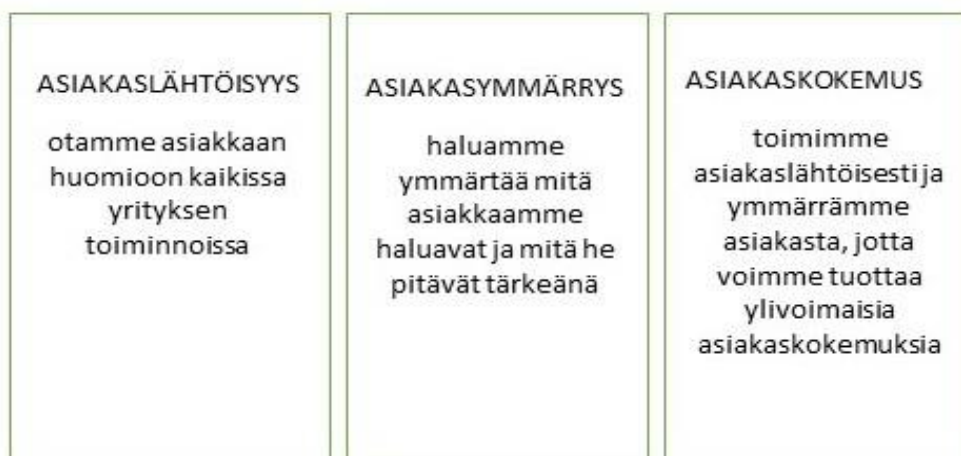 ASIAKASLÄHTÖISYYS
otamme asiakkaan
huomioon kaikissa
yrityksen
toiminnoissa
ASIAKASYMMÄRRYS
haluamme
ymmärtää mitä
asiakkaamme
haluavat ja mitä he
pitävät tärkeänä
ASIAKASKOKEMUS
toimimme
asiakaslähtöisesti ja
ymmärrämme
asiakasta, jotta
voimme tuottaa
ylivoimaisia
asiakaskokemuksia